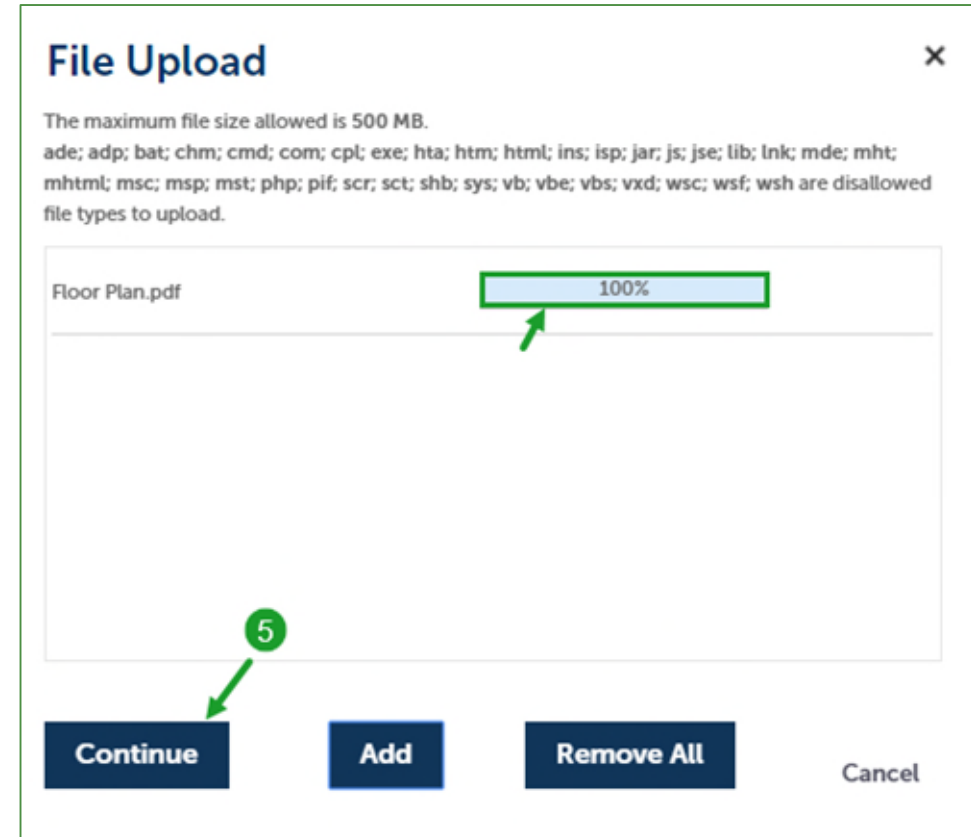 File Upload
×
The maximum file size allowed is 500 MB.
ade; adp; bat; chm; cmd; com; cpl; exe; hta; htm; html; ins; isp; jar; js; jse; lib; lnk; mde; mht;
mhtml; msc; msp; mst; php; pif; scr; sct; shb; sys; vb; vbe; vbs; vxd; wsc; wsf; wsh are disallowed
file types to upload.
Floor Plan.pdf 100%
5
Continue Add Remove All Cancel